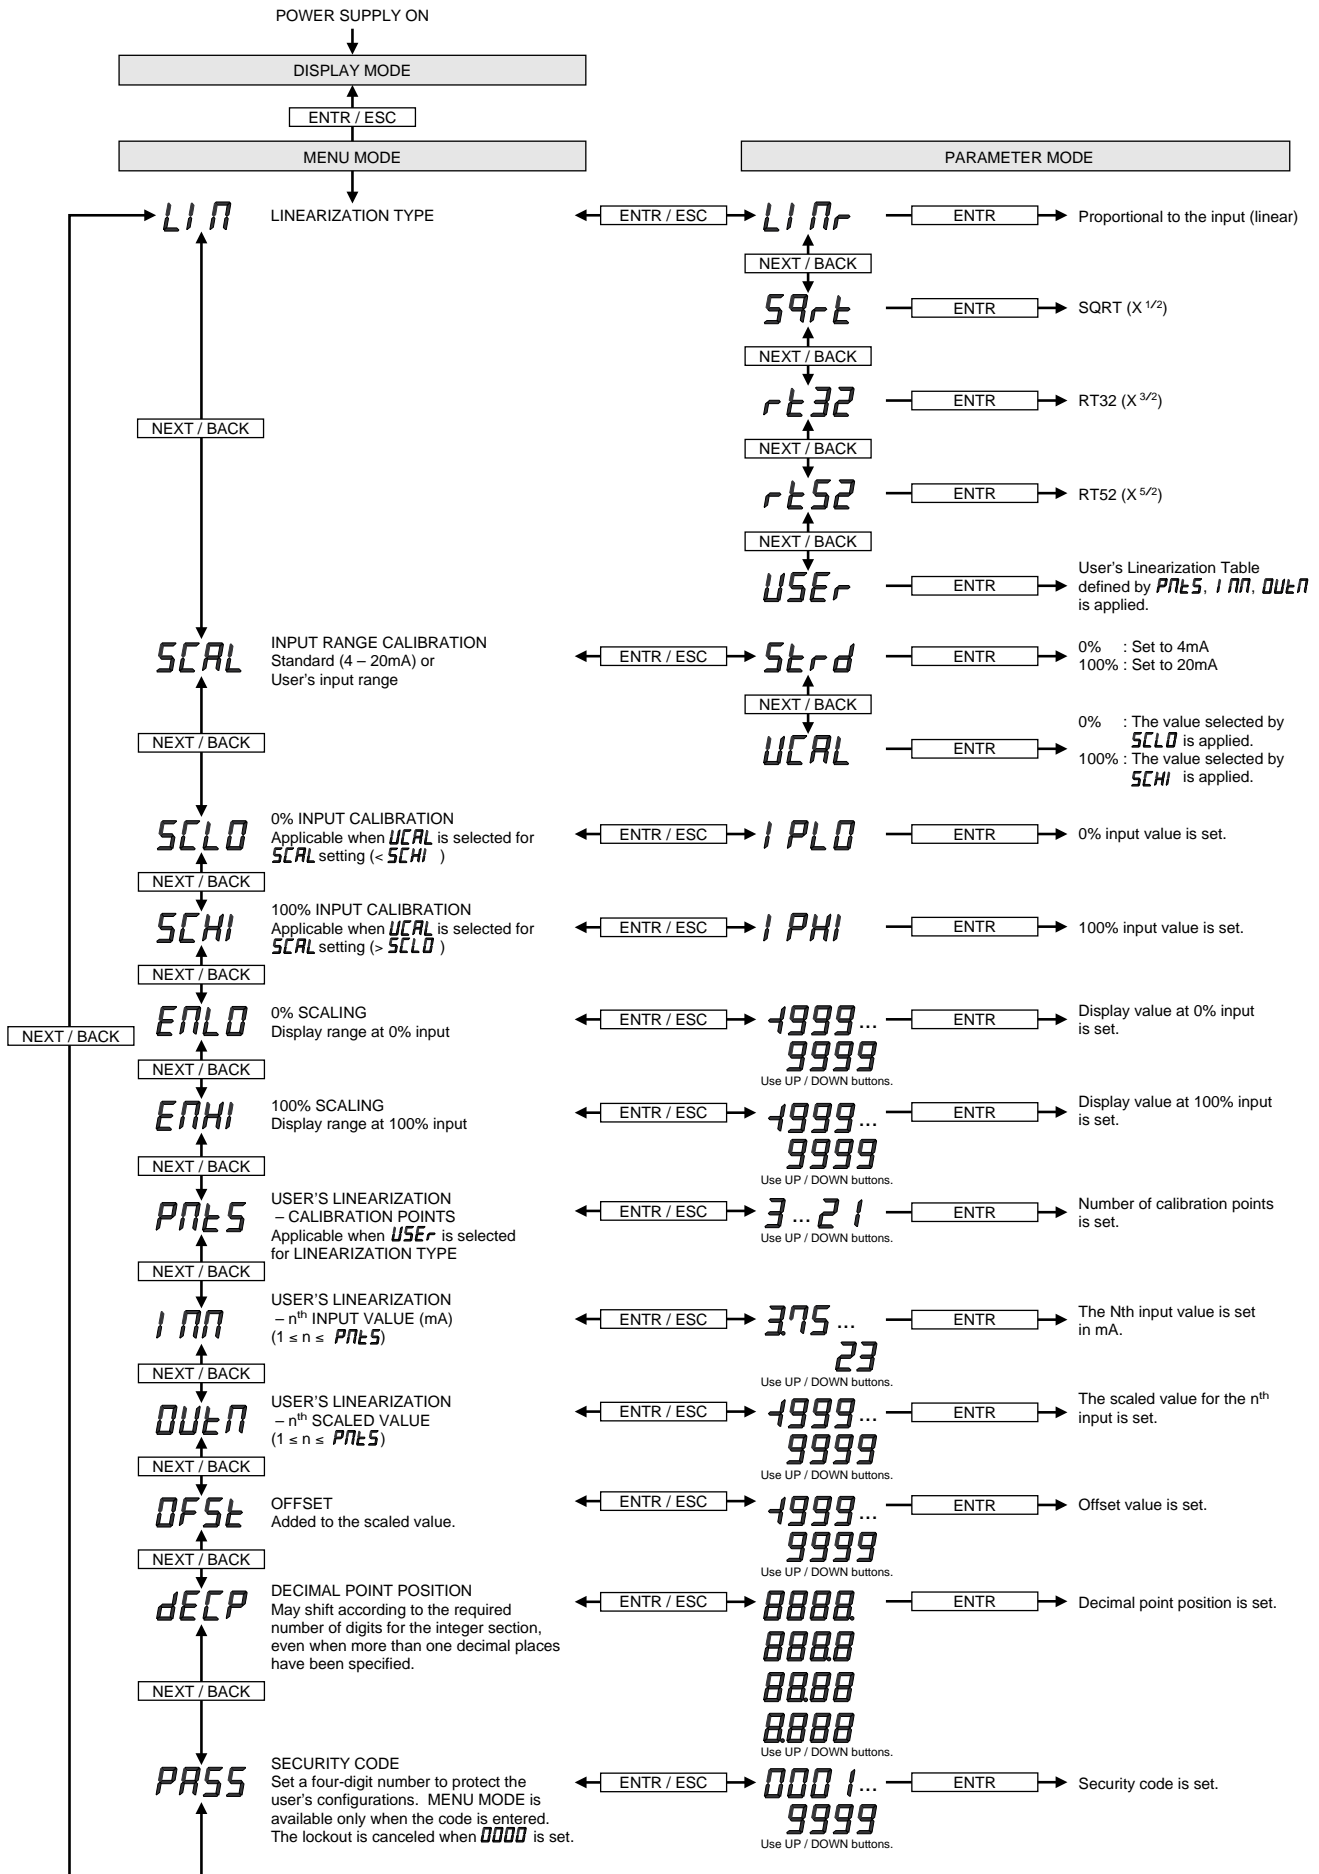 POWER SUPPLY ON
DISPLAY MODE
ENTR / ESC
MENU MODE
PARAMETER MODE
LIN
LINEARIZATION TYPE
ENTR / ESC
LINr
ENTR
Proportional to the input (linear)
NEXT / BACK
Sqrt
ENTR
SQRT (X 1/2)
NEXT / BACK
rt32
ENTR
RT32 (X 3/2)
NEXT / BACK
NEXT / BACK
rt52
ENTR
RT52 (X 5/2)
NEXT / BACK
USEr
ENTR
User's Linearization Table
defined by PNtS, INN, OUtN
is applied.
SCAL
INPUT RANGE CALIBRATION
Standard (4 – 20mA) or
User's input range
ENTR / ESC
Strd
ENTR
0% : Set to 4mA
100% : Set to 20mA
NEXT / BACK
NEXT / BACK
UCAL
ENTR
0% : The value selected by
SCLO is applied.
100% : The value selected by
SCHI is applied.
SCLO
0% INPUT CALIBRATION
Applicable when UCAL is selected for
SCAL setting (< SCHI )
ENTR / ESC
IPLO
ENTR
0% input value is set.
NEXT / BACK
SCHI
100% INPUT CALIBRATION
Applicable when UCAL is selected for
SCAL setting (> SCLO )
ENTR / ESC
IPHI
ENTR
100% input value is set.
NEXT / BACK
NEXT / BACK
ENLO
0% SCALING
Display range at 0% input
ENTR / ESC
-1999...
9999
Use UP / DOWN buttons.
ENTR
Display value at 0% input
is set.
NEXT / BACK
ENHI
100% SCALING
Display range at 100% input
ENTR / ESC
-1999...
9999
Use UP / DOWN buttons.
ENTR
Display value at 100% input
is set.
NEXT / BACK
PNtS
USER'S LINEARIZATION
– CALIBRATION POINTS
Applicable when USEr is selected
for LINEARIZATION TYPE
ENTR / ESC
3...21
Use UP / DOWN buttons.
ENTR
Number of calibration points
is set.
NEXT / BACK
INN
USER'S LINEARIZATION
– nth INPUT VALUE (mA)
(1 ≤ n ≤ PNtS)
ENTR / ESC
3.75...
23
Use UP / DOWN buttons.
ENTR
The Nth input value is set
in mA.
NEXT / BACK
OUtN
USER'S LINEARIZATION
– nth SCALED VALUE
(1 ≤ n ≤ PNtS)
ENTR / ESC
-1999...
9999
Use UP / DOWN buttons.
ENTR
The scaled value for the nth
input is set.
NEXT / BACK
OFSt
OFFSET
Added to the scaled value.
ENTR / ESC
-1999...
9999
Use UP / DOWN buttons.
ENTR
Offset value is set.
NEXT / BACK
dECP
DECIMAL POINT POSITION
May shift according to the required
number of digits for the integer section,
even when more than one decimal places
have been specified.
ENTR / ESC
8888.
888.8
88.88
8.888
Use UP / DOWN buttons.
ENTR
Decimal point position is set.
NEXT / BACK
PASS
SECURITY CODE
Set a four-digit number to protect the
user's configurations. MENU MODE is
available only when the code is entered.
The lockout is canceled when 0000 is set.
ENTR / ESC
0001...
9999
Use UP / DOWN buttons.
ENTR
Security code is set.